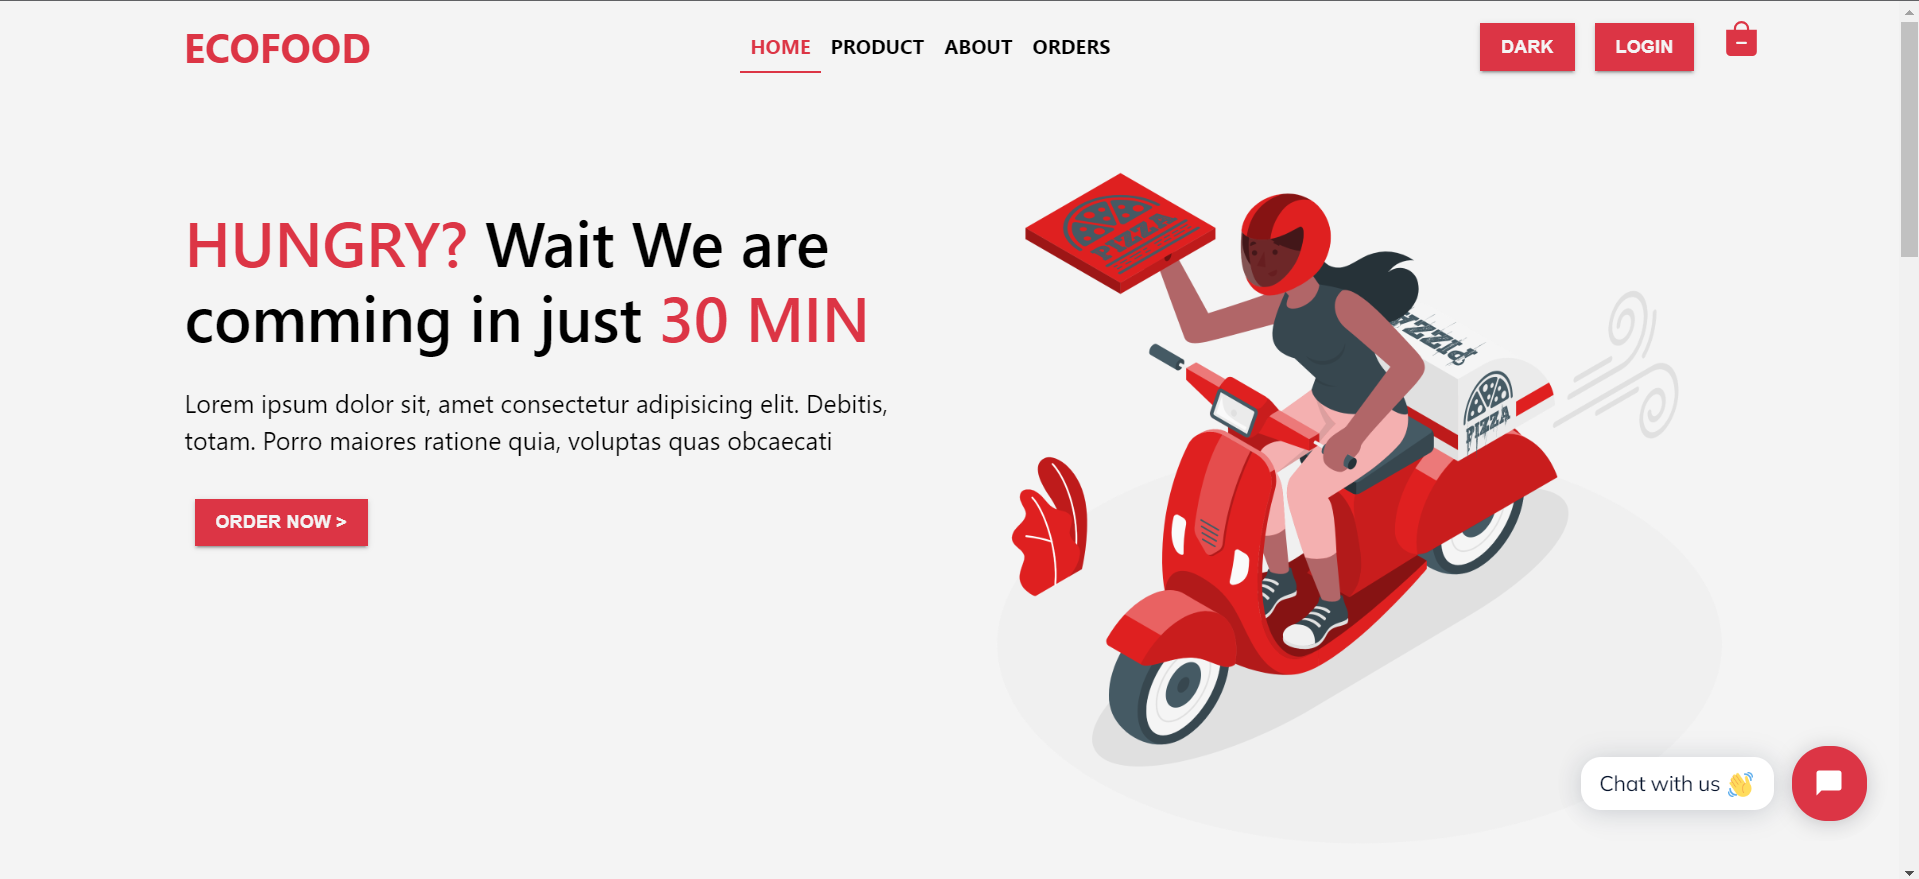 ECOFOOD
HOME PRODUCT ABOUT ORDERS
DARK LOGIN
HUNGRY? Wait We are
comming in just 30 MIN
Lorem ipsum dolor sit, amet consectetur adipisicing elit. Debitis,
totam. Porro maiores ratione quia, voluptas quas obcaecati
ORDER NOW >
PIZZA
PIZZA
PIZZA
Chat with us 👋